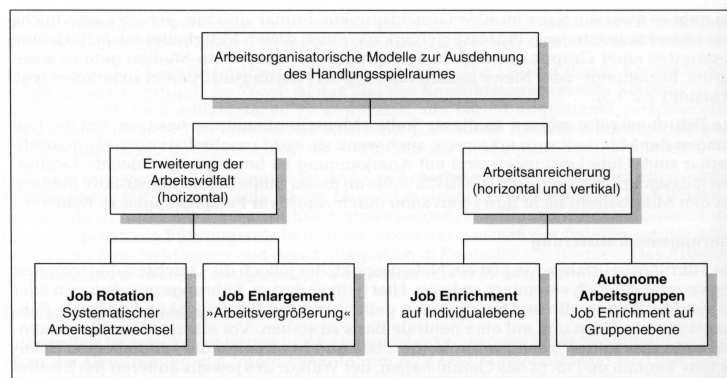 Arbeitsorganisatorische Modelle zur Ausdehnung
des Handlungsspielraumes
Erweiterung der
Arbeitsvielfalt
(horizontal)
Arbeitsanreicherung
(horizontal und vertikal)
Job Rotation
Systematischer
Arbeitsplatzwechsel
Job Enlargement
»Arbeitsvergrößerung«
Job Enrichment
auf Individualebene
Autonome
Arbeitsgruppen
Job Enrichment auf
Gruppenebene